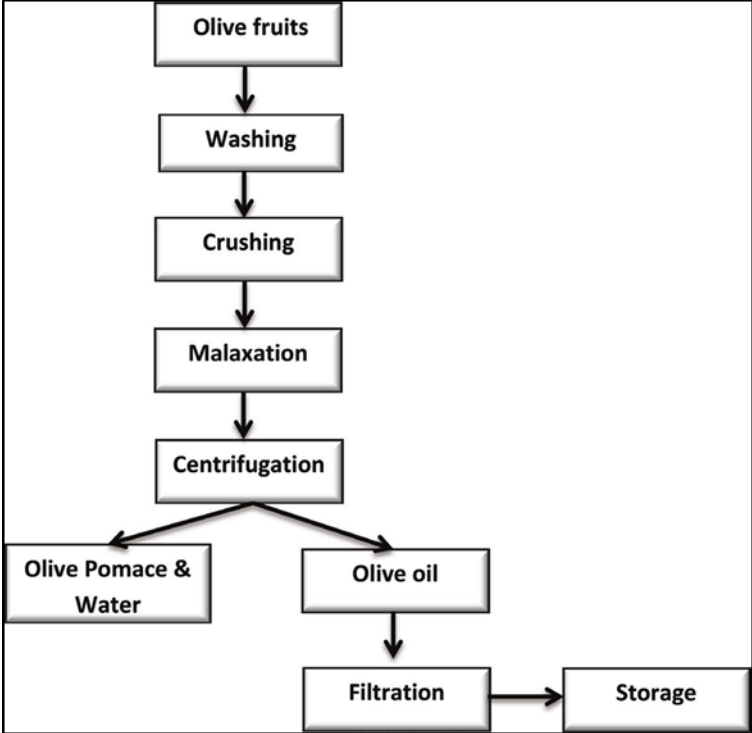 Olive fruits
Washing
Crushing
Malaxation
Centrifugation
Olive Pomace &
Water
Olive oil
Filtration
Storage